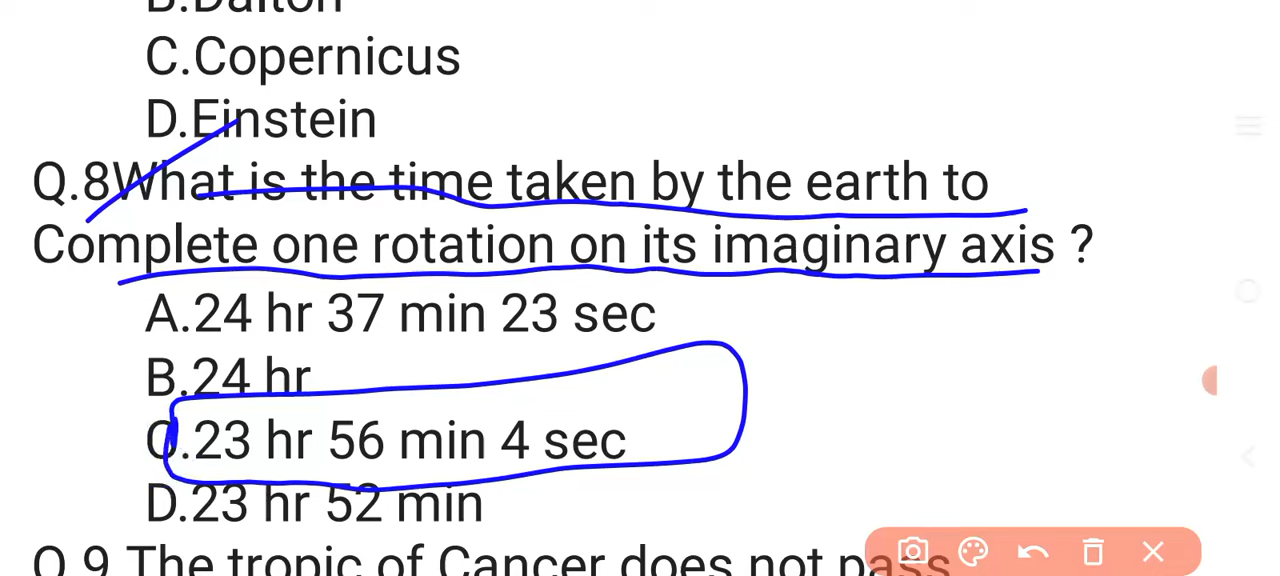 B.Dalton
C.Copernicus
D.Einstein
Q.8What is the time taken by the earth to
Complete one rotation on its imaginary axis ?
A.24 hr 37 min 23 sec
B.24 hr
C.23 hr 56 min 4 sec
D.23 hr 52 min
Q.9 The tropic of Cancer does not pass